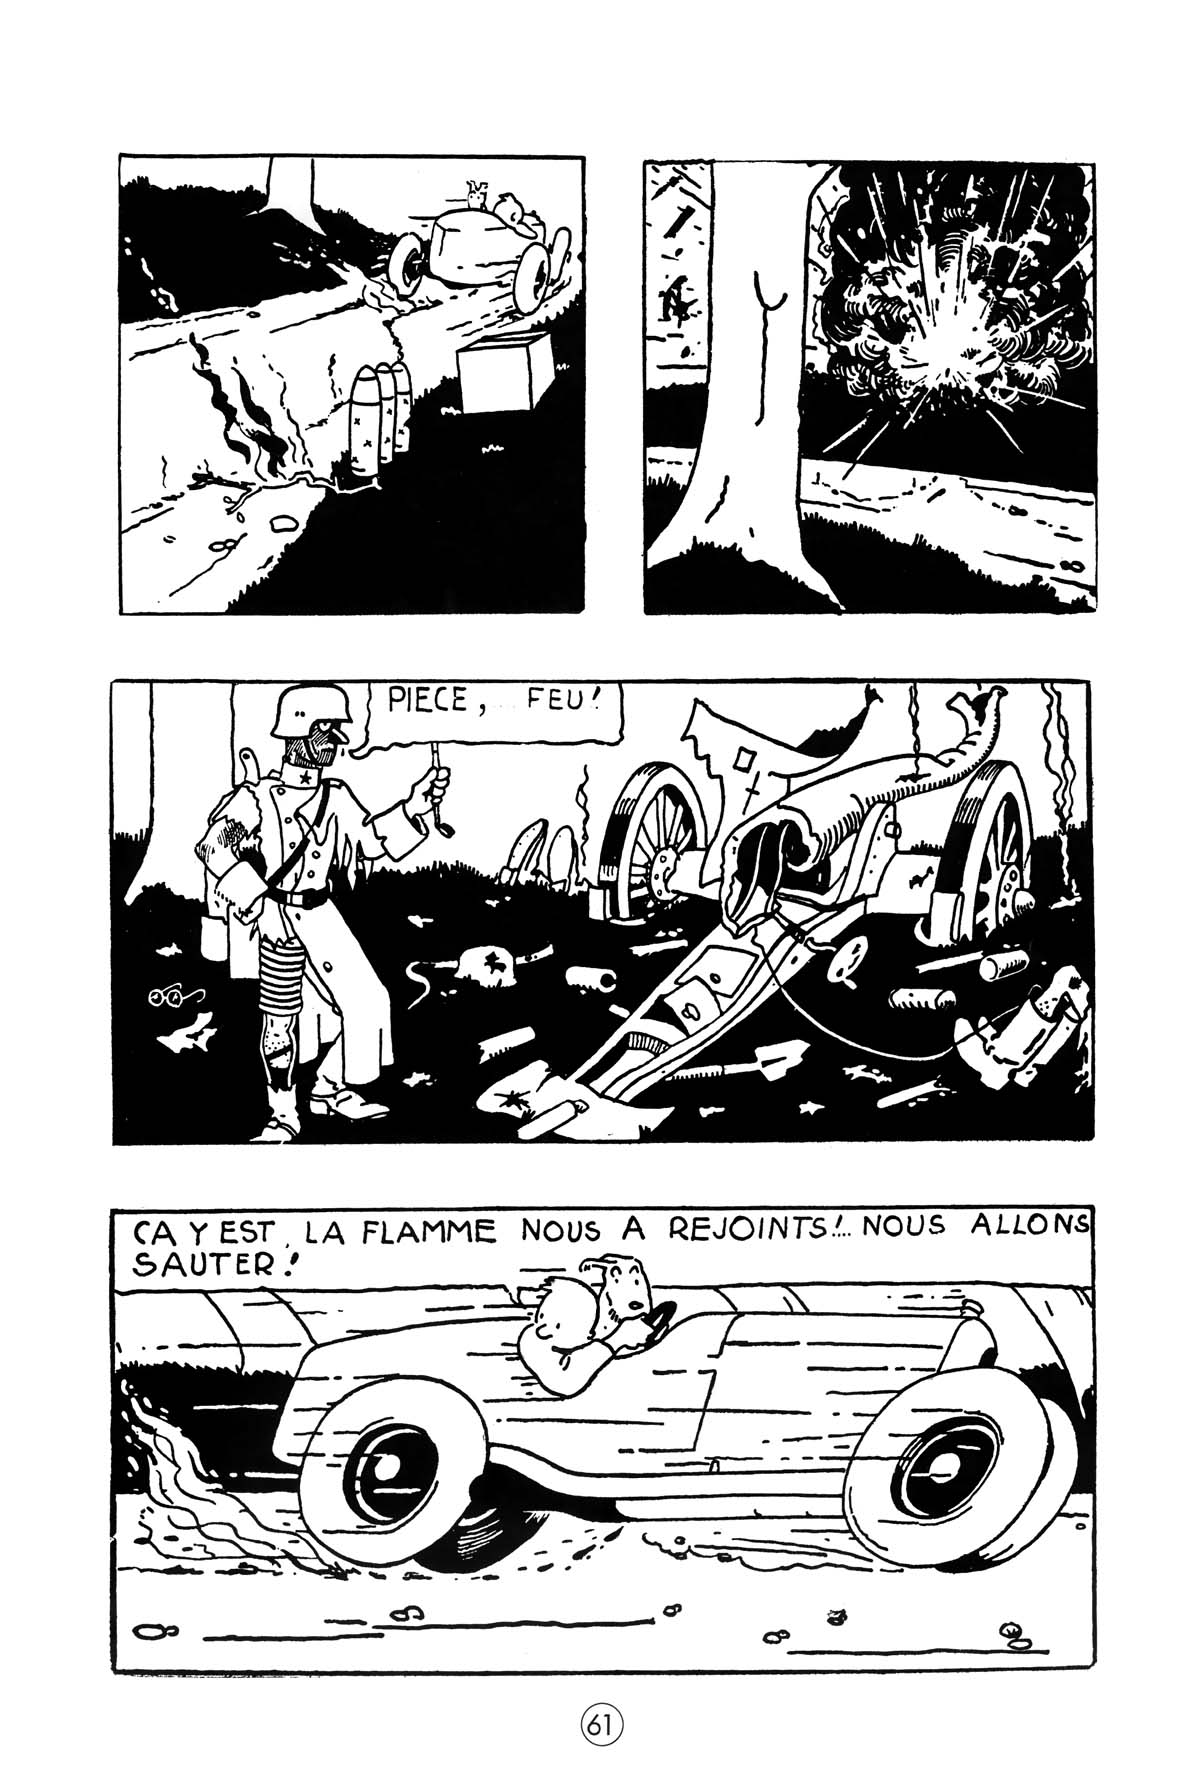 PIECE, ... FEU!
ÇA Y EST, LA FLAMME NOUS A REJOINTS!... NOUS ALLONS
SAUTER!
61